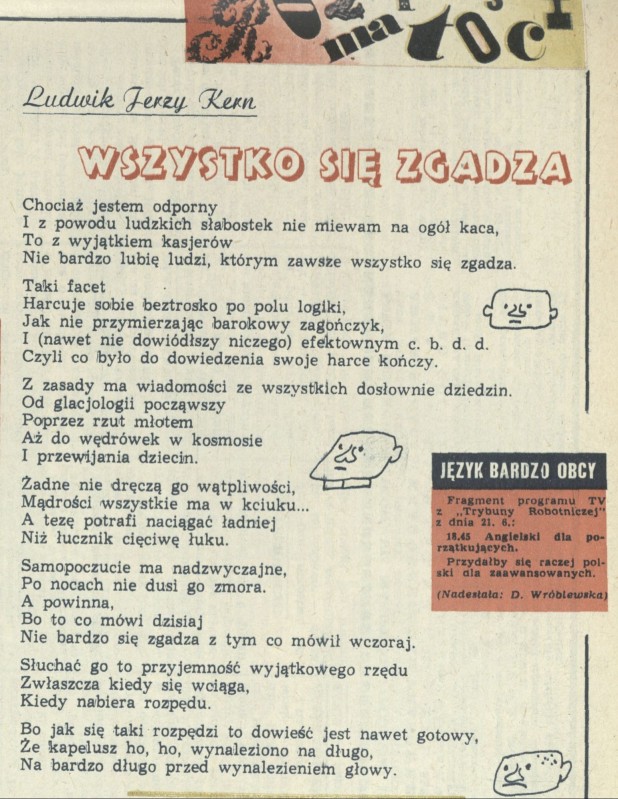 Ludwik Jerzy Kern
WSZYSTKO SIĘ ZGADZA
Chociaż jestem odporny
I z powodu ludzkich słabostek nie miewam na ogół kaca,
To z wyjątkiem kasjerów
Nie bardzo lubię ludzi, którym zawsze wszystko się zgadza.
Taki facet
Harcuje sobie beztrosko po polu logiki,
Jak nie przymierzając barokowy zagończyk,
I (nawet nie dowiódłszy niczego) efektownym c. b. d. d.
Czyli co było do dowiedzenia swoje harce kończy.
Z zasady ma wiadomości ze wszystkich dosłownie dziedzin.
Od glacjologii począwszy
Poprzez rzut młotem
Aż do wędrówek w kosmosie
I przewijania dziecin.
Żadne nie dręczą go wątpliwości,
Mądrości wszystkie ma w kciuku...
A tezę potrafi naciągać ładniej
Niż łucznik cięciwę łuku.
Samopoczucie ma nadzwyczajne,
Po nocach nie dusi go zmora.
A powinna,
Bo to co mówi dzisiaj
Nie bardzo się zgadza z tym co mówił wczoraj.
Słuchać go to przyjemność wyjątkowego rzędu
Zwłaszcza kiedy się wciąga,
Kiedy nabiera rozpędu.
Bo jak się taki rozpędzi to dowieść jest nawet gotowy,
Że kapelusz ho, ho, wynaleziono na długo,
Na bardzo długo przed wynalezieniem głowy.
JĘZYK BARDZO OBCY
Fragment programu TV
z „Trybuny Robotniczej"
z dnia 21. 6.:
18.45 Angielski dla po-
rzątkujących.
Przydałby się raczej pol-
ski dla zaawansowanych.
(Nadesłała: D. Wróblewska)